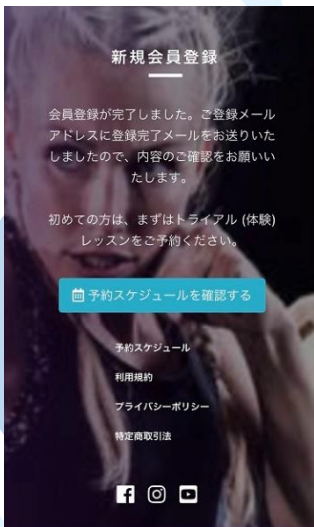 新規会員登録
会員登録が完了しました。ご登録メール
アドレスに登録完了メールをお送りいた
しましたので、内容のご確認をお願いい
たします。
初めての方は、まずはトライアル (体験)
レッスンをご予約ください。
予約スケジュールを確認する
予約スケジュール
利用規約
プライバシーポリシー
特定商取引法